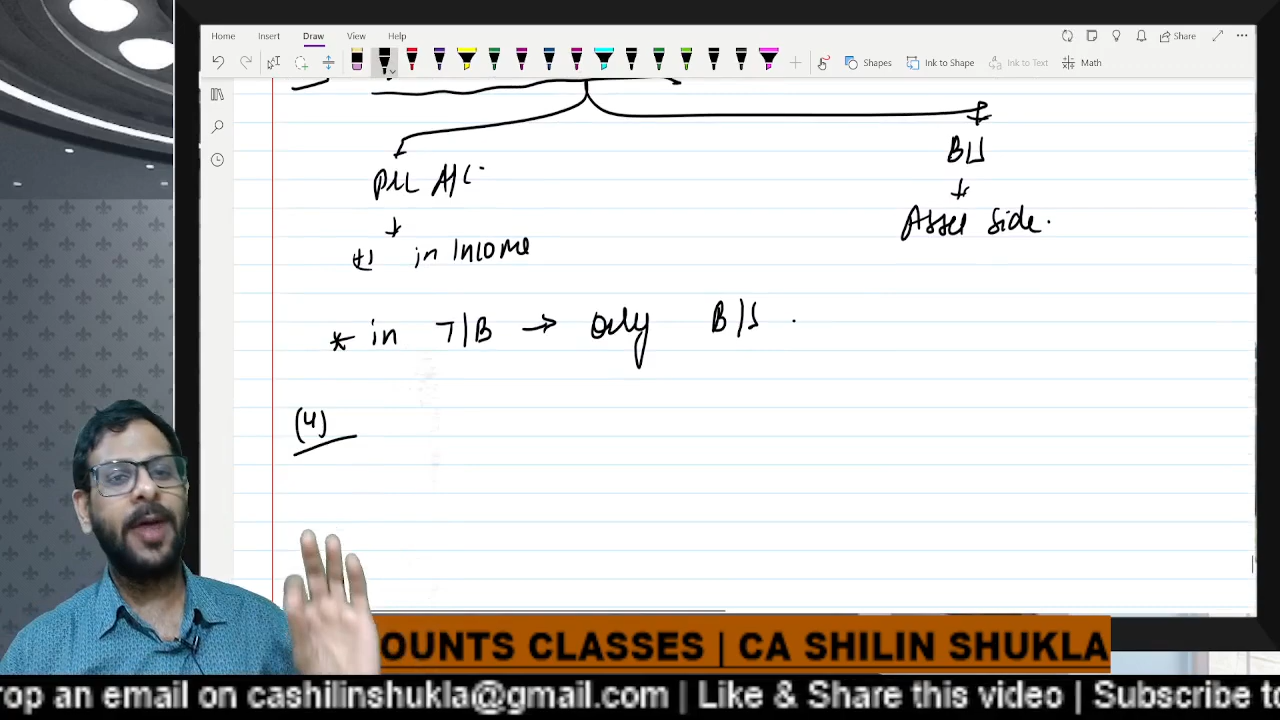 Home Insert Draw View Help
Share
Shapes Ink to Shape Ink to Text Math
P&L A/C
B/S
(+) in Income
Asset Side.
* in T/B → only B/S.
(4)
OUNTS CLASSES | CA SHILIN SHUKLA
rop an email on cashilinshukla@gmail.com | Like & Share this video | Subscribe to